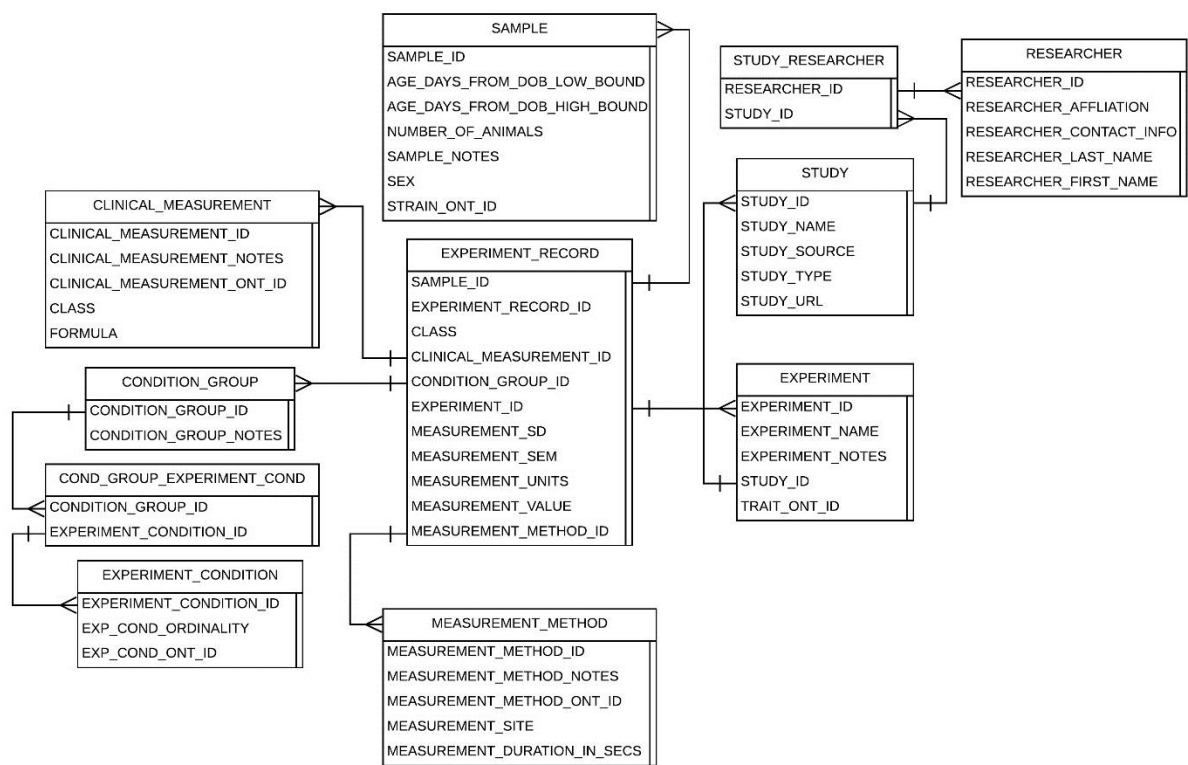 SAMPLE
SAMPLE_ID
AGE_DAYS_FROM_DOB_LOW_BOUND
AGE_DAYS_FROM_DOB_HIGH_BOUND
NUMBER_OF_ANIMALS
SAMPLE_NOTES
SEX
STRAIN_ONT_ID
STUDY_RESEARCHER
RESEARCHER_ID
STUDY_ID
RESEARCHER
RESEARCHER_ID
RESEARCHER_AFFLIATION
RESEARCHER_CONTACT_INFO
RESEARCHER_LAST_NAME
RESEARCHER_FIRST_NAME
CLINICAL_MEASUREMENT
CLINICAL_MEASUREMENT_ID
CLINICAL_MEASUREMENT_NOTES
CLINICAL_MEASUREMENT_ONT_ID
CLASS
FORMULA
EXPERIMENT_RECORD
SAMPLE_ID
EXPERIMENT_RECORD_ID
CLASS
CLINICAL_MEASUREMENT_ID
CONDITION_GROUP_ID
EXPERIMENT_ID
MEASUREMENT_SD
MEASUREMENT_SEM
MEASUREMENT_UNITS
MEASUREMENT_VALUE
MEASUREMENT_METHOD_ID
STUDY
STUDY_ID
STUDY_NAME
STUDY_SOURCE
STUDY_TYPE
STUDY_URL
CONDITION_GROUP
CONDITION_GROUP_ID
CONDITION_GROUP_NOTES
EXPERIMENT
EXPERIMENT_ID
EXPERIMENT_NAME
EXPERIMENT_NOTES
STUDY_ID
TRAIT_ONT_ID
COND_GROUP_EXPERIMENT_COND
CONDITION_GROUP_ID
EXPERIMENT_CONDITION_ID
EXPERIMENT_CONDITION
EXPERIMENT_CONDITION_ID
EXP_COND_ORDINALITY
EXP_COND_ONT_ID
MEASUREMENT_METHOD
MEASUREMENT_METHOD_ID
MEASUREMENT_METHOD_NOTES
MEASUREMENT_METHOD_ONT_ID
MEASUREMENT_SITE
MEASUREMENT_DURATION_IN_SECS